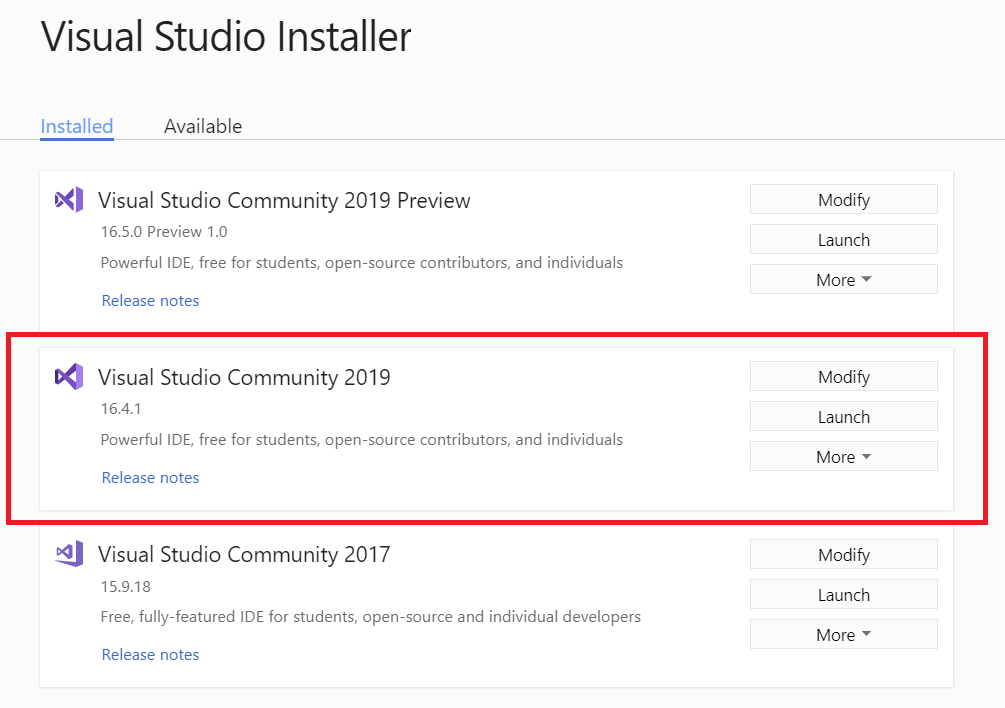 Visual Studio Installer
Installed Available
Visual Studio Community 2019 Preview
16.5.0 Preview 1.0
Powerful IDE, free for students, open-source contributors, and individuals
Release notes
Modify
Launch
More
Visual Studio Community 2019
16.4.1
Powerful IDE, free for students, open-source contributors, and individuals
Release notes
Modify
Launch
More
Visual Studio Community 2017
15.9.18
Free, fully-featured IDE for students, open-source and individual developers
Release notes
Modify
Launch
More